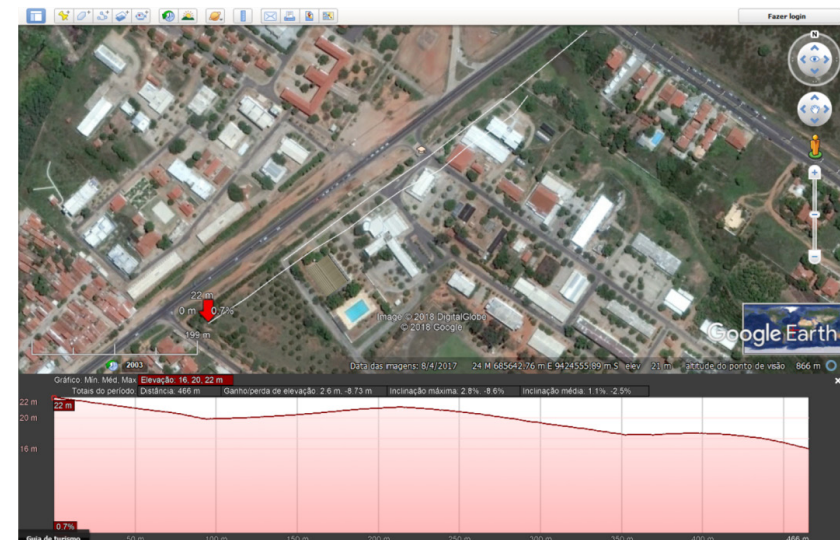 Fazer login
N
22 m
0 m 0,7%
199 m
Image © 2018 DigitalGlobe
© 2018 Google
Google Earth
2003
Data das imagens: 8/4/2017 24 M 685642,76 m E 9424555,89 m S elev 21 m altitude do ponto de visão 866 m
Gráfico: Mín. Méd, Max Elevação: 16, 20, 22 m
Totais do período: Distância: 466 m Ganho/perda de elevação: 2.6 m, -8.73 m Inclinação máxima: 2.8%, -8.6% Inclinação média: 1.1%, -2.5%
22 m
22 m
20 m
16 m
0.7%
Guia de turismo 50 m 100 m 150 m 200 m 250 m 300 m 350 m 400 m 466 m